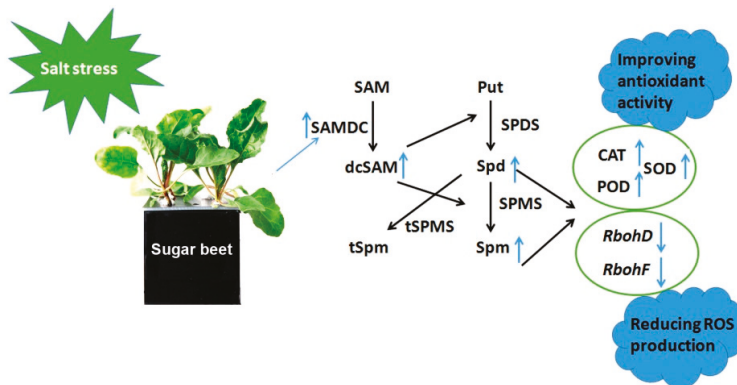 Salt stress
Sugar beet
SAMDC
SAM
dcSAM
Put
SPDS
Spd
SPMS
tSPMS
tSpm
Spm
Improving
antioxidant
activity
CAT
SOD
POD
RbohD
RbohF
Reducing ROS
production